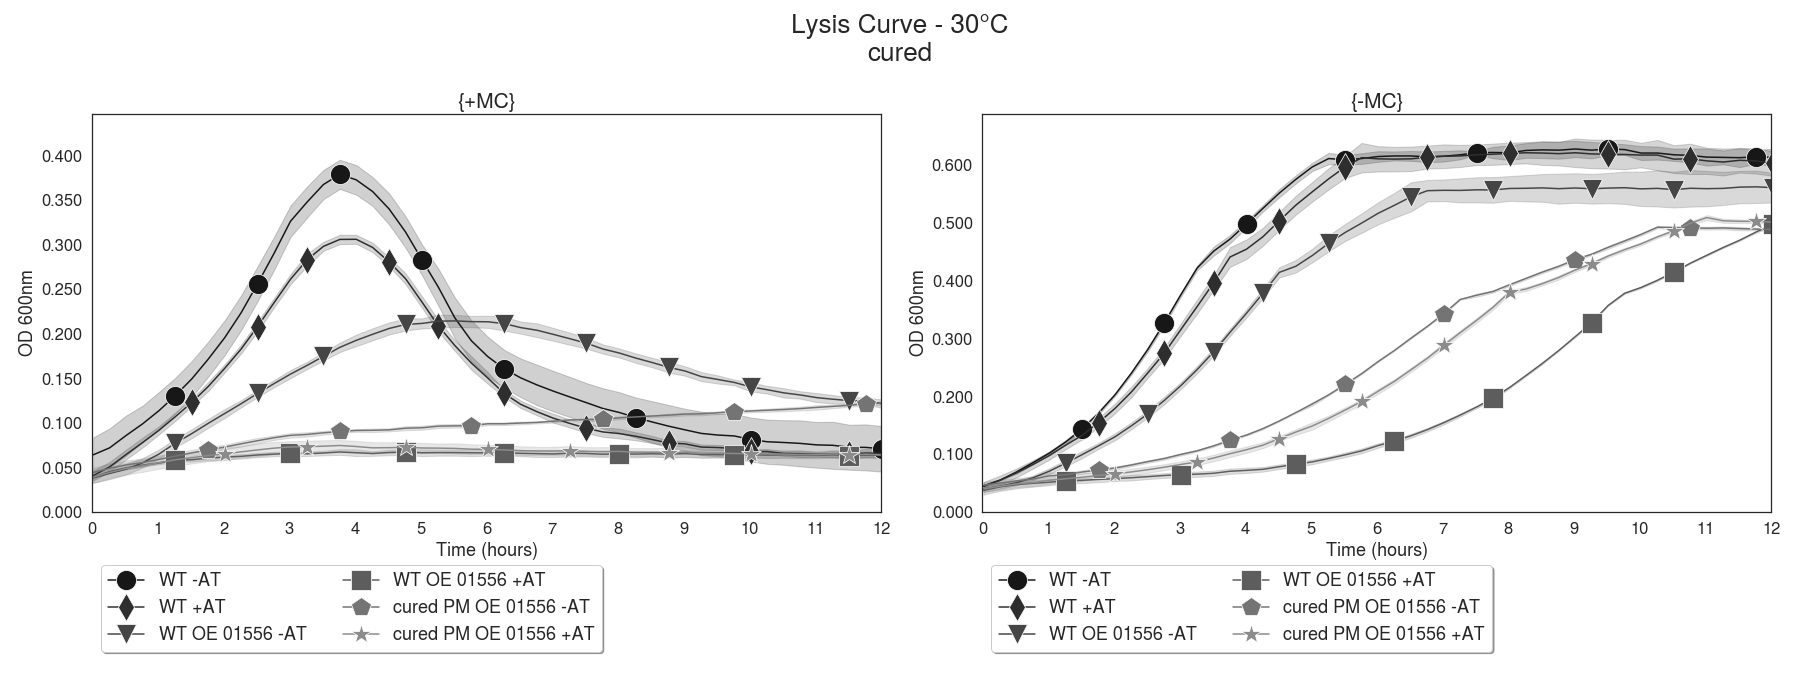 Lysis Curve - 30°C
cured
{+MC}
0.400
0.350
0.300
0.250
0.200
0.150
0.100
0.050
0.000
OD 600nm
0 1 2 3 4 5 6 7 8 9 10 11 12
Time (hours)
WT -AT
WT +AT
WT OE 01556 -AT
WT OE 01556 +AT
cured PM OE 01556 -AT
cured PM OE 01556 +AT
{-MC}
0.600
0.500
0.400
0.300
0.200
0.100
0.000
OD 600nm
0 1 2 3 4 5 6 7 8 9 10 11 12
Time (hours)
WT -AT
WT +AT
WT OE 01556 -AT
WT OE 01556 +AT
cured PM OE 01556 -AT
cured PM OE 01556 +AT